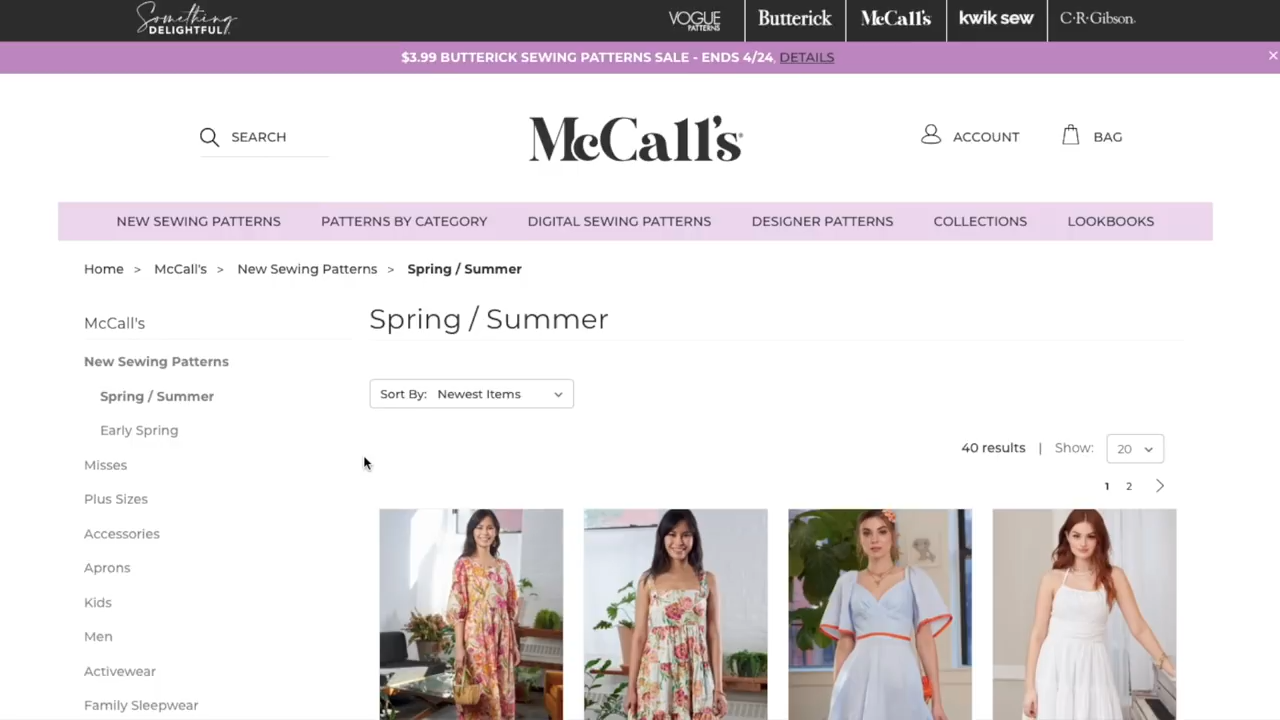 Something
DELIGHTFUL!
VOGUE
PATTERNS
Butterick
McCall's
kwik sew
C·R·Gibson®
$3.99 BUTTERICK SEWING PATTERNS SALE - ENDS 4/24. DETAILS
SEARCH
McCall's®
ACCOUNT
BAG
NEW SEWING PATTERNS
PATTERNS BY CATEGORY
DIGITAL SEWING PATTERNS
DESIGNER PATTERNS
COLLECTIONS
LOOKBOOKS
Home > McCall's > New Sewing Patterns > Spring / Summer
McCall's
New Sewing Patterns
Spring / Summer
Early Spring
Misses
Plus Sizes
Accessories
Aprons
Kids
Men
Activewear
Family Sleepwear
Spring / Summer
Sort By: Newest Items
40 results | Show: 20
1 2